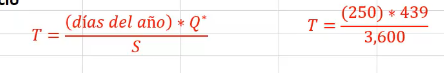 T = (días del año) * Q* / S
T = (250) * 439 / 3,600